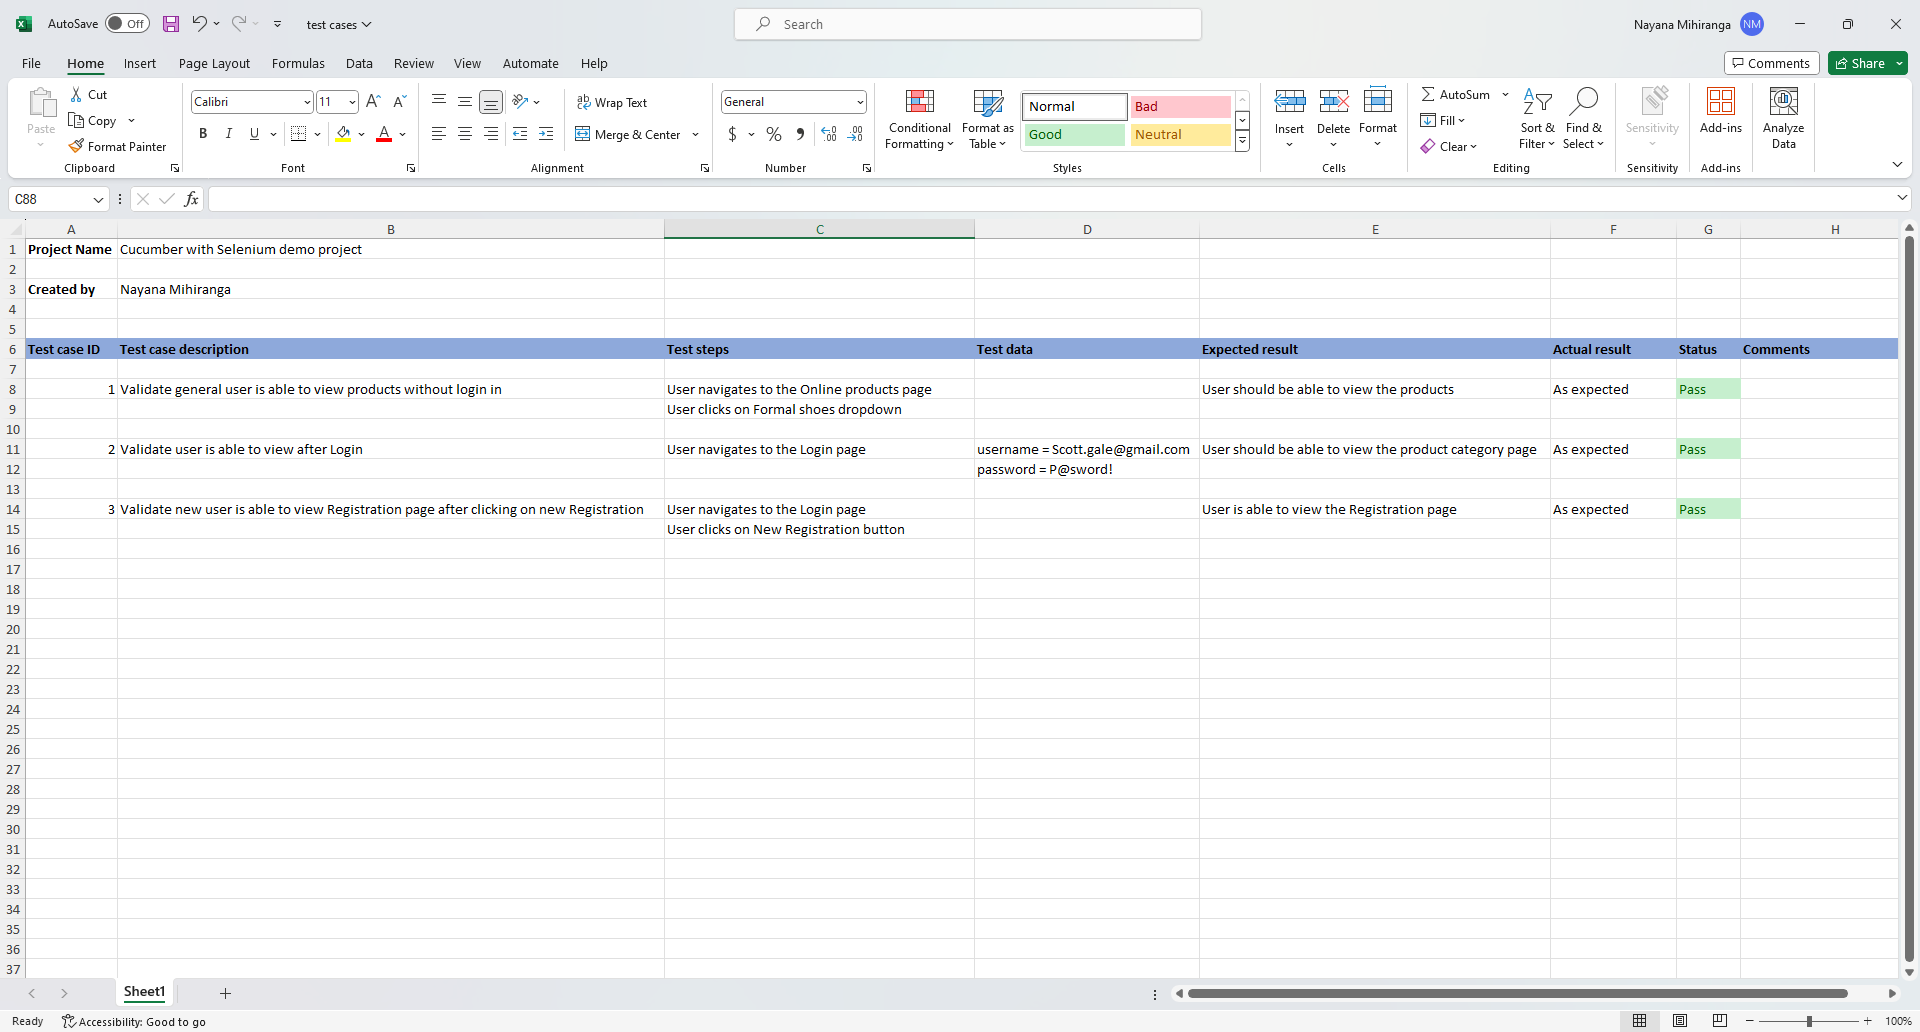 AutoSave Off test cases Search Nayana Mihiranga NM
File Home Insert Page Layout Formulas Data Review View Automate Help Comments Share
Paste Cut Copy Format Painter Clipboard
Calibri 11 B I U A Font
Wrap Text Merge & Center Alignment
General $ % Number
Conditional Formatting Format as Table Normal Bad Good Neutral Styles
Insert Delete Format Cells
AutoSum Fill Clear Sort & Filter Find & Select Editing
Sensitivity Sensitivity
Add-ins Add-ins
Analyze Data
C88 fx
A B C D E F G H
1 Project Name Cucumber with Selenium demo project
2
3 Created by Nayana Mihiranga
4
5
6 Test case ID Test case description Test steps Test data Expected result Actual result Status Comments
7
8 1 Validate general user is able to view products without login in User navigates to the Online products page User should be able to view the products As expected Pass
9 User clicks on Formal shoes dropdown
10
11 2 Validate user is able to view after Login User navigates to the Login page username = Scott.gale@gmail.com User should be able to view the product category page As expected Pass
12 password = P@sword!
13
14 3 Validate new user is able to view Registration page after clicking on new Registration User navigates to the Login page User is able to view the Registration page As expected Pass
15 User clicks on New Registration button
16
17
18
19
20
21
22
23
24
25
26
27
28
29
30
31
32
33
34
35
36
37
Sheet1
Ready Accessibility: Good to go 100%